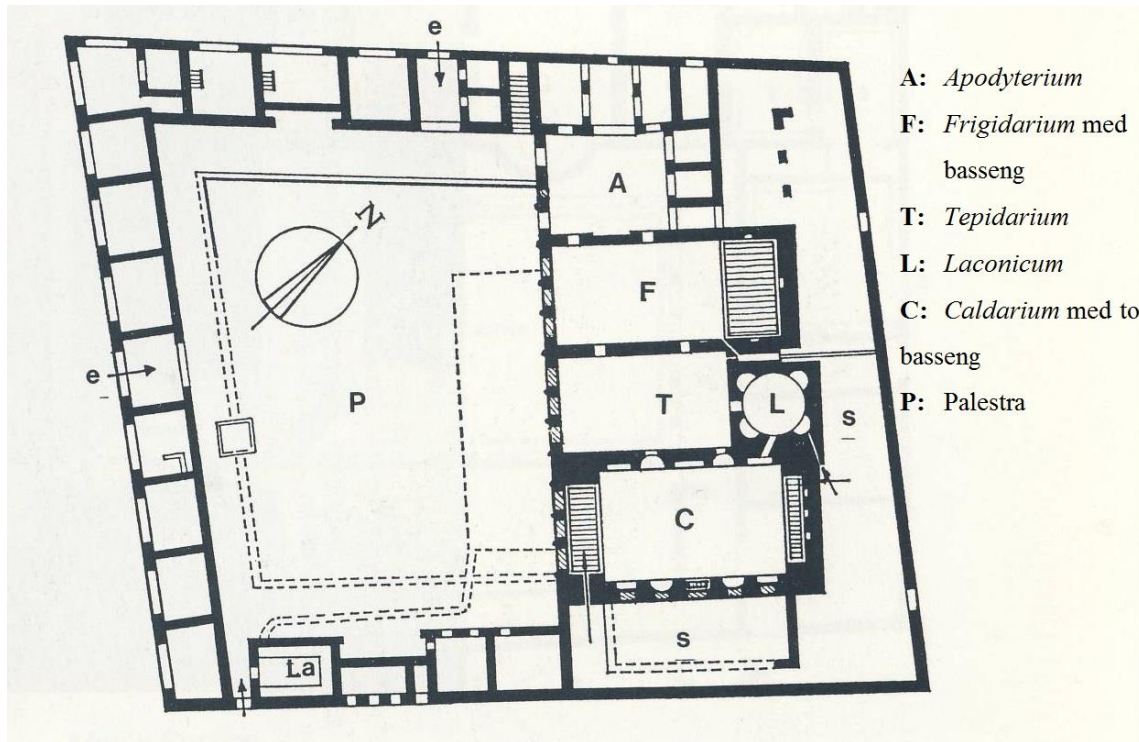 e
A: Apodyterium
F: Frigidarium med
basseng
T: Tepidarium
L: Laconicum
C: Caldarium med to
basseng
P: Palestra
A
N
F
e
P
T
L
s
C
s
La